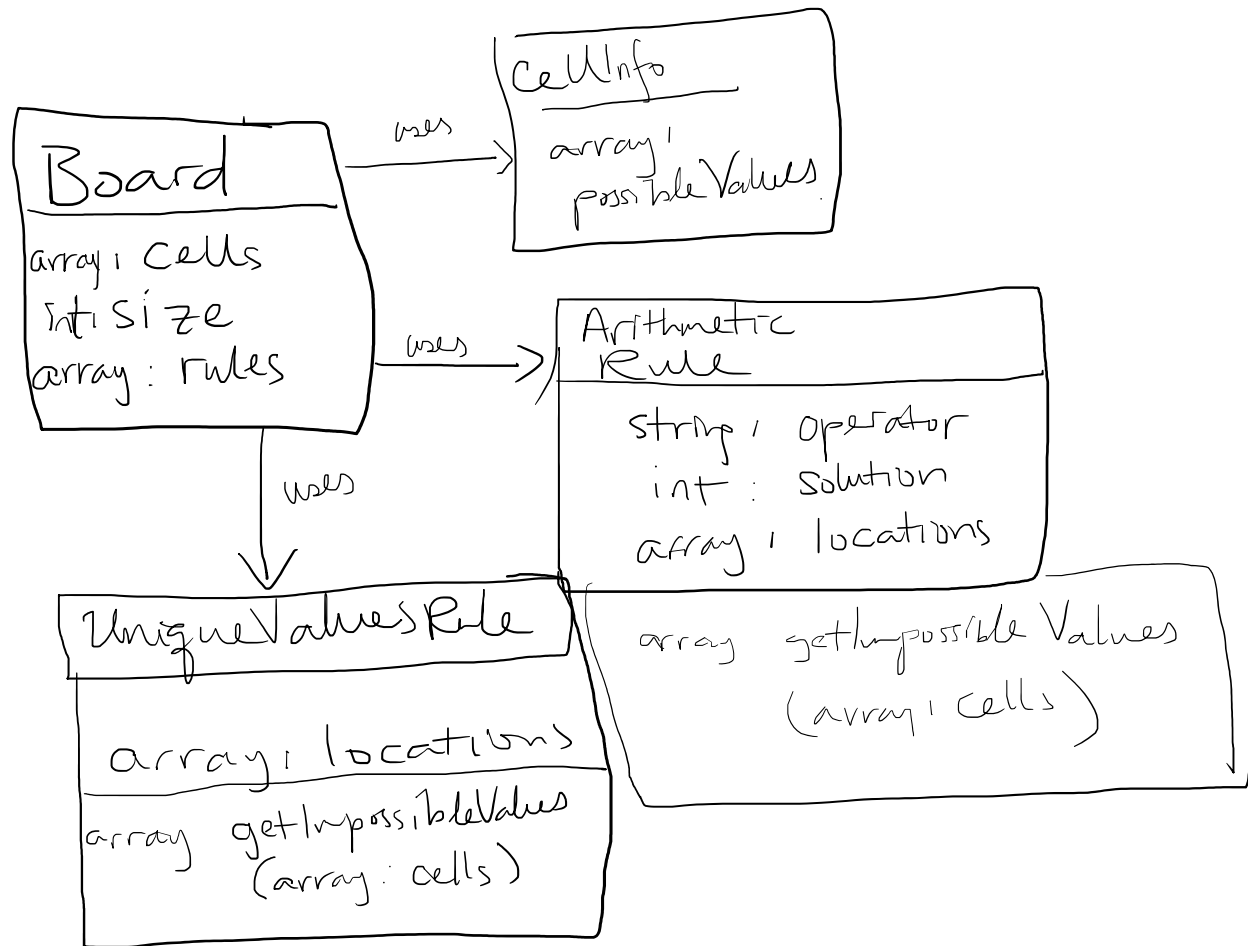 CellInfo
array:
possibleValues
uses
Board
array: cells
int: size
array: rules
uses
Arithmetic
Rule
string: operator
int: solution
array: locations
array getImpossibleValues
(array: cells)
uses
UniqueValuesRule
array: locations
array getImpossibleValues
(array: cells)